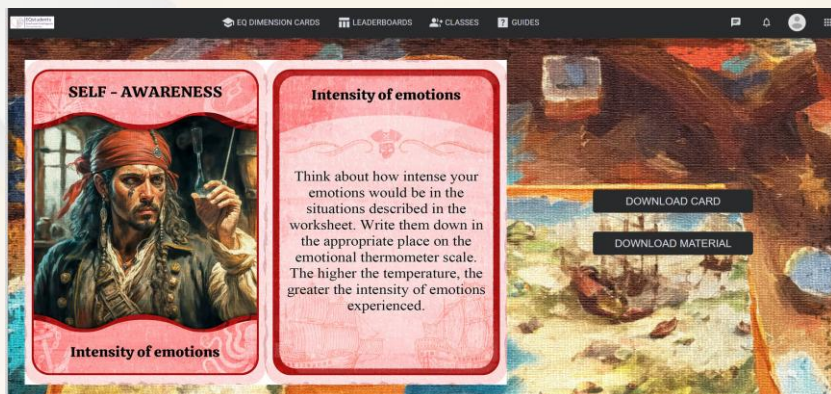 EQ DIMENSION CARDS
LEADERBOARDS
CLASSES
GUIDES
SELF - AWARENESS
Intensity of emotions
Intensity of emotions
Think about how intense your
emotions would be in the
situations described in the
worksheet. Write them down in
the appropriate place on the
emotional thermometer scale.
The higher the temperature, the
greater the intensity of emotions
experienced.
DOWNLOAD CARD
DOWNLOAD MATERIAL